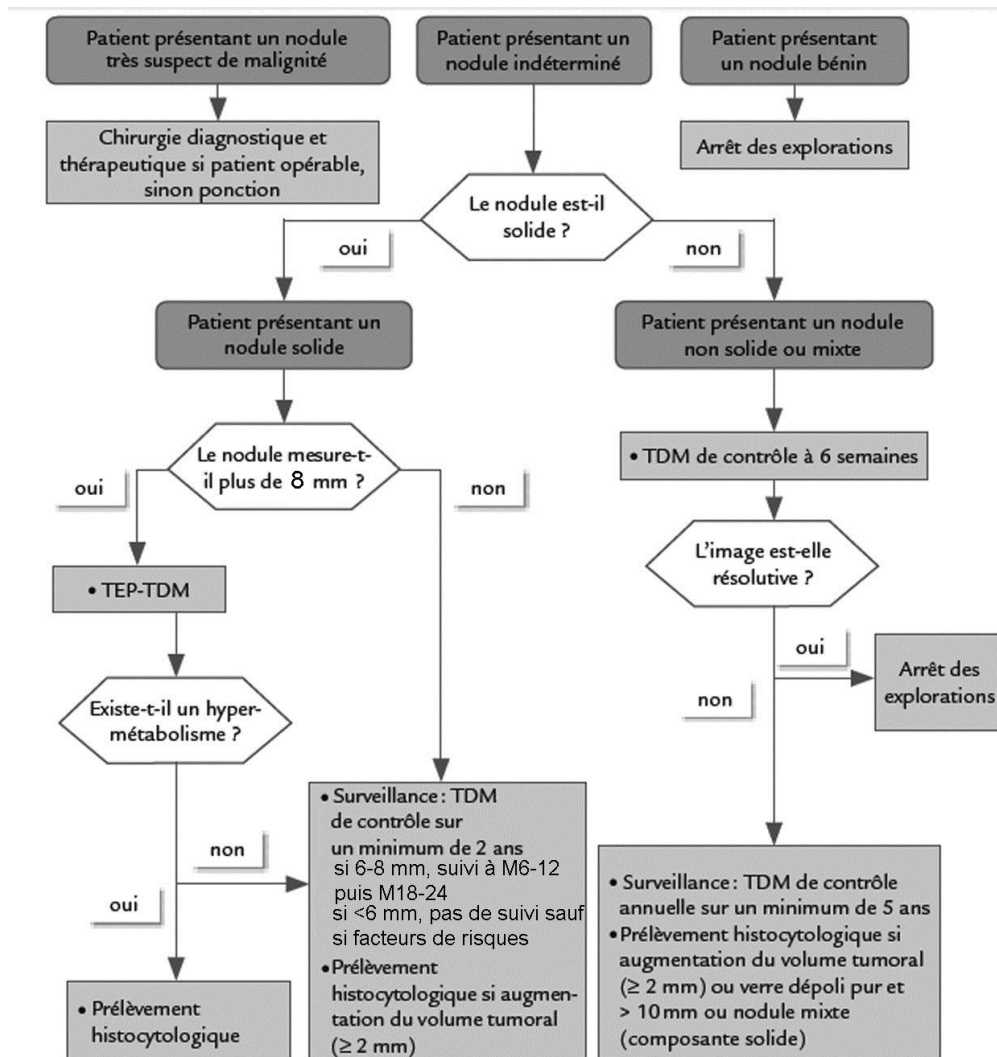 Patient présentant un nodule
très suspect de malignité
Patient présentant un
nodule indéterminé
Patient présentant
un nodule bénin
Chirurgie diagnostique et
thérapeutique si patient opérable,
sinon ponction
Arrêt des explorations
Le nodule est-il
solide ?
oui
non
Patient présentant un
nodule solide
Patient présentant un nodule
non solide ou mixte
Le nodule mesure-t-
il plus de 8 mm ?
• TDM de contrôle à 6 semaines
oui
non
L'image est-elle
résolutive ?
• TEP-TDM
oui
non
Arrêt des
explorations
Existe-t-il un hyper-
métabolisme ?
non
oui
• Surveillance : TDM
de contrôle sur
un minimum de 2 ans
si 6-8 mm, suivi à M6-12
puis M18-24
si <6 mm, pas de suivi sauf
si facteurs de risques
• Prélèvement
histocytologique si augmen-
tation du volume tumoral
(≥ 2 mm)
• Surveillance : TDM de contrôle
annuelle sur un minimum de 5 ans
• Prélèvement histocytologique si
augmentation du volume tumoral
(≥ 2 mm) ou verre dépoli pur et
> 10 mm ou nodule mixte
(composante solide)
• Prélèvement
histocytologique